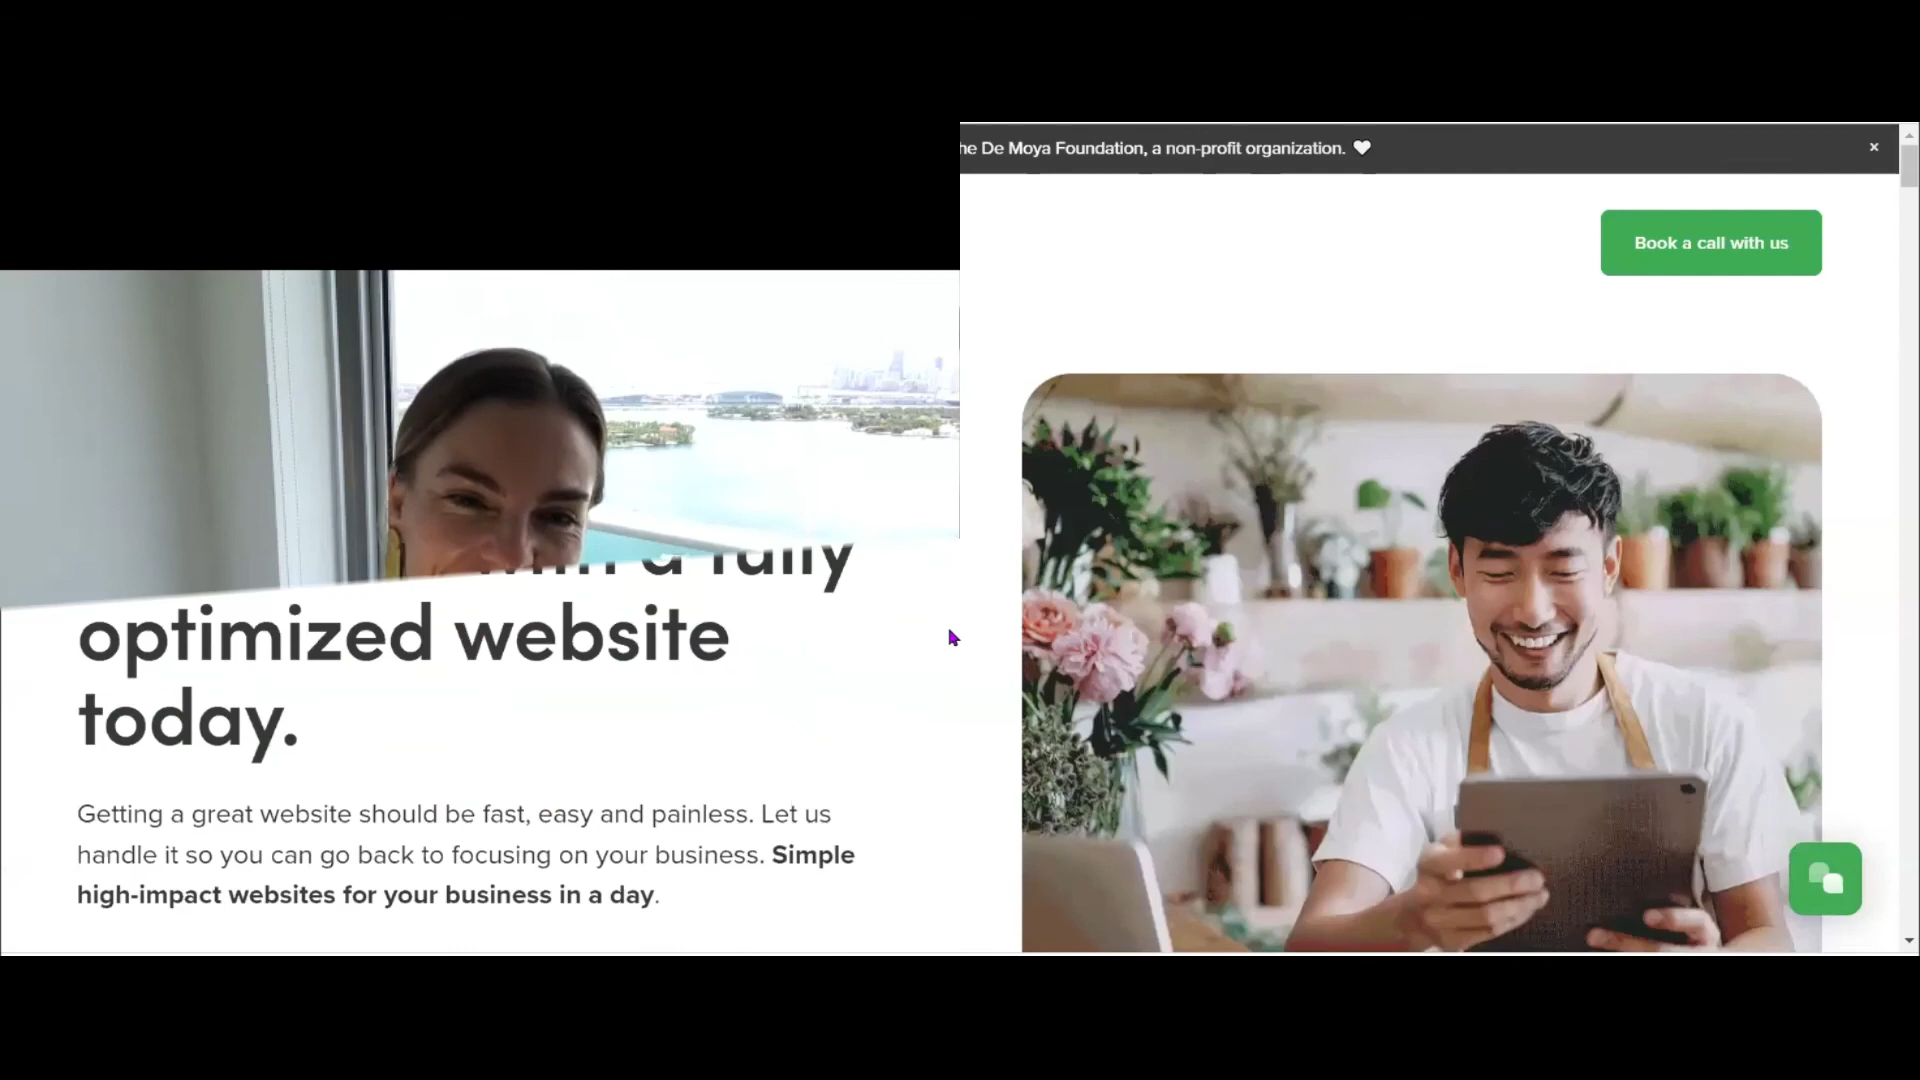 he De Moya Foundation, a non-profit organization. 🤍
Book a call with us
a fully
optimized website
today.
Getting a great website should be fast, easy and painless. Let us
handle it so you can go back to focusing on your business. Simple
high-impact websites for your business in a day.